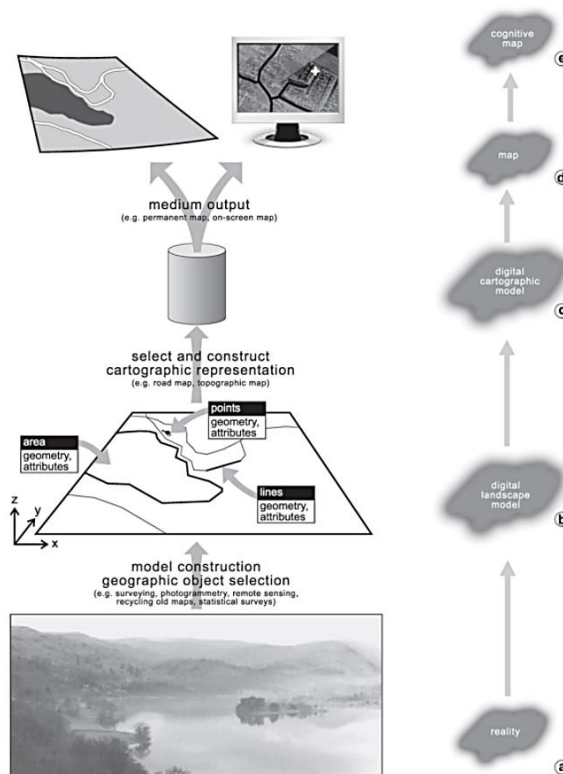 cognitive
map
e
map
d
medium output
(e.g. permanent map, on-screen map)
digital
cartographic
model
c
select and construct
cartographic representation
(e.g. road map, topographic map)
points
geometry,
attributes
area
geometry,
attributes
lines
geometry,
attributes
z
y
x
digital
landscape
model
b
model construction
geographic object selection
(e.g. surveying, photogrammetry, remote sensing,
recycling old maps, statistical surveys)
reality
a